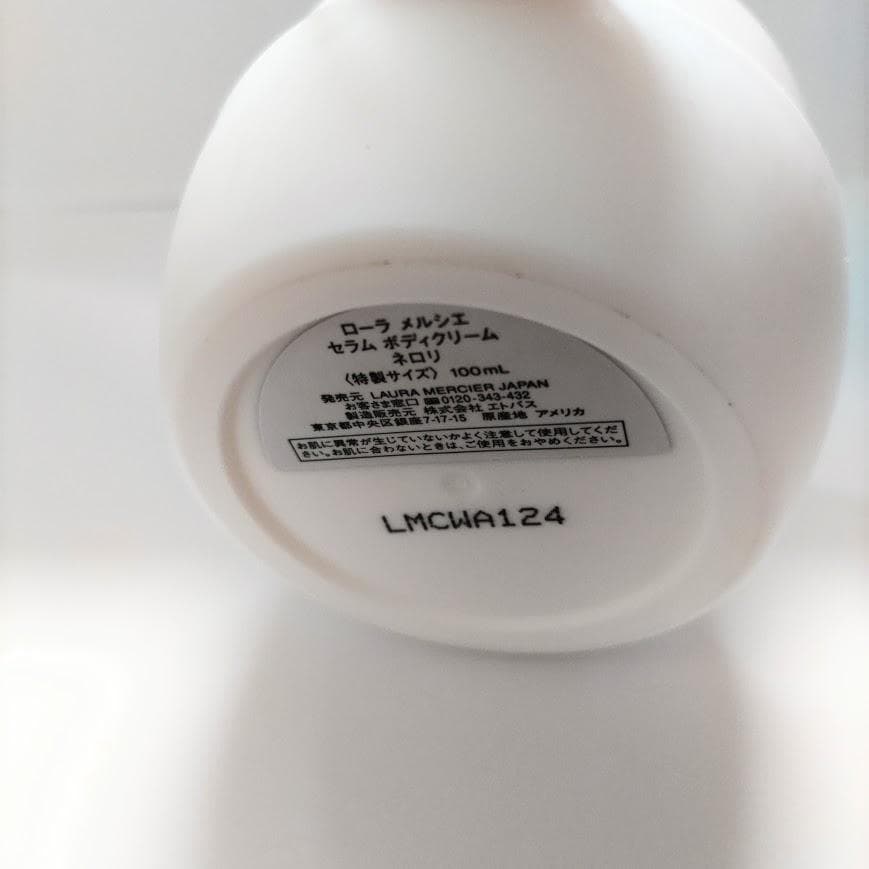 ローラ メルシエ
セラム ボディクリーム
ネロリ
〈特製サイズ〉 100mL
発売元 LAURA MERCIER JAPAN
お客さま窓口 0120-343-432
製造販売元 株式会社 エトバス
東京都中央区銀座7-17-15 原産地 アメリカ
お肌に異常が生じていないかよく注意して使用してくだ
さい。お肌に合わないときは、ご使用をおやめください。
LMCWA124